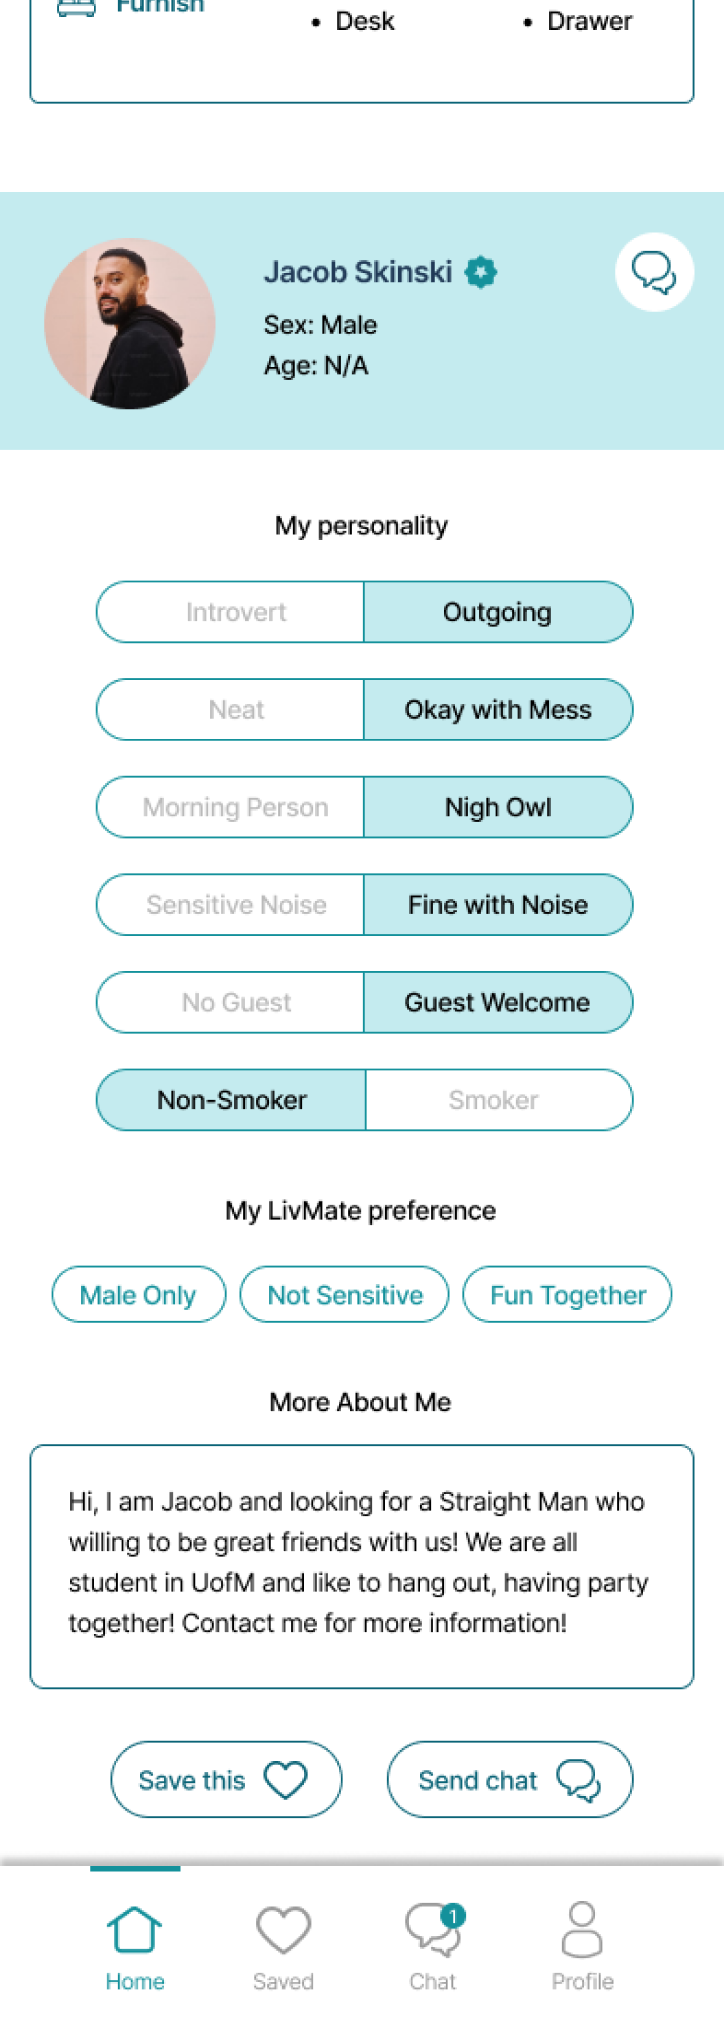 Furnish
• Desk
• Drawer
Jacob Skinski
Sex: Male
Age: N/A
My personality
Introvert
Outgoing
Neat
Okay with Mess
Morning Person
Nigh Owl
Sensitive Noise
Fine with Noise
No Guest
Guest Welcome
Non-Smoker
Smoker
My LivMate preference
Male Only
Not Sensitive
Fun Together
More About Me
Hi, I am Jacob and looking for a Straight Man who
willing to be great friends with us! We are all
student in UofM and like to hang out, having party
together! Contact me for more information!
Save this
Send chat
1
Home
Saved
Chat
Profile